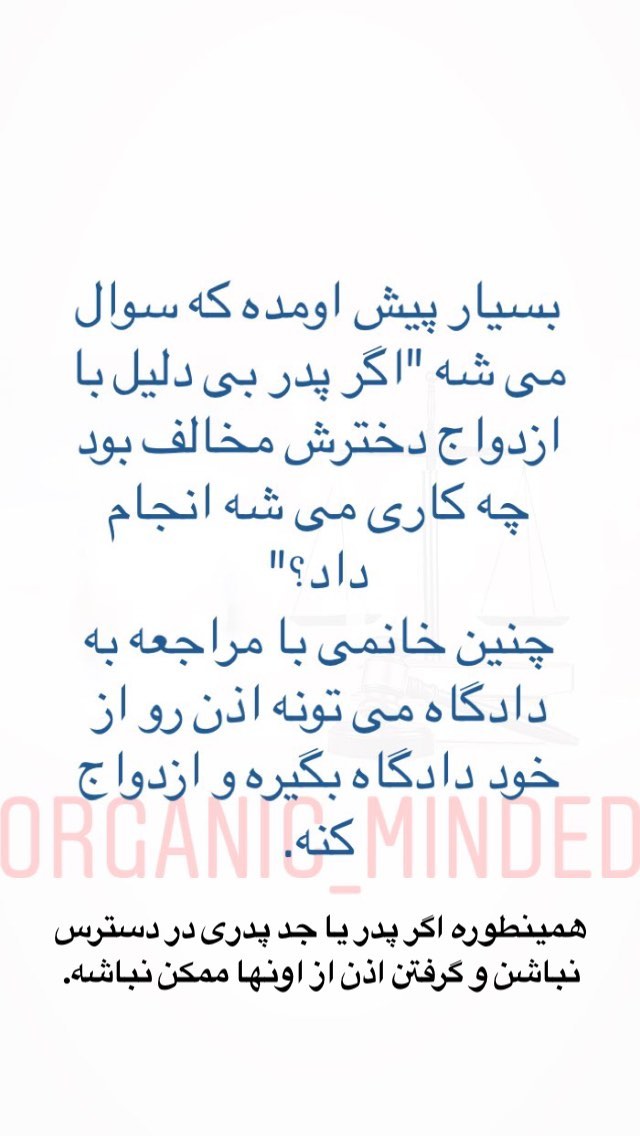 بسیار پیش اومده که سوال
می شه "اگر پدر بی دلیل با
ازدواج دخترش مخالف بود
چه کاری می شه انجام
داد؟"
چنین خانمی با مراجعه به
دادگاه می تونه اذن رو از
خود دادگاه بگیره و ازدواج
کنه.
ORGANIC_MINDED
همینطوره اگر پدر یا جد پدری در دسترس
نباشن و گرفتن اذن از اونها ممکن نباشه.